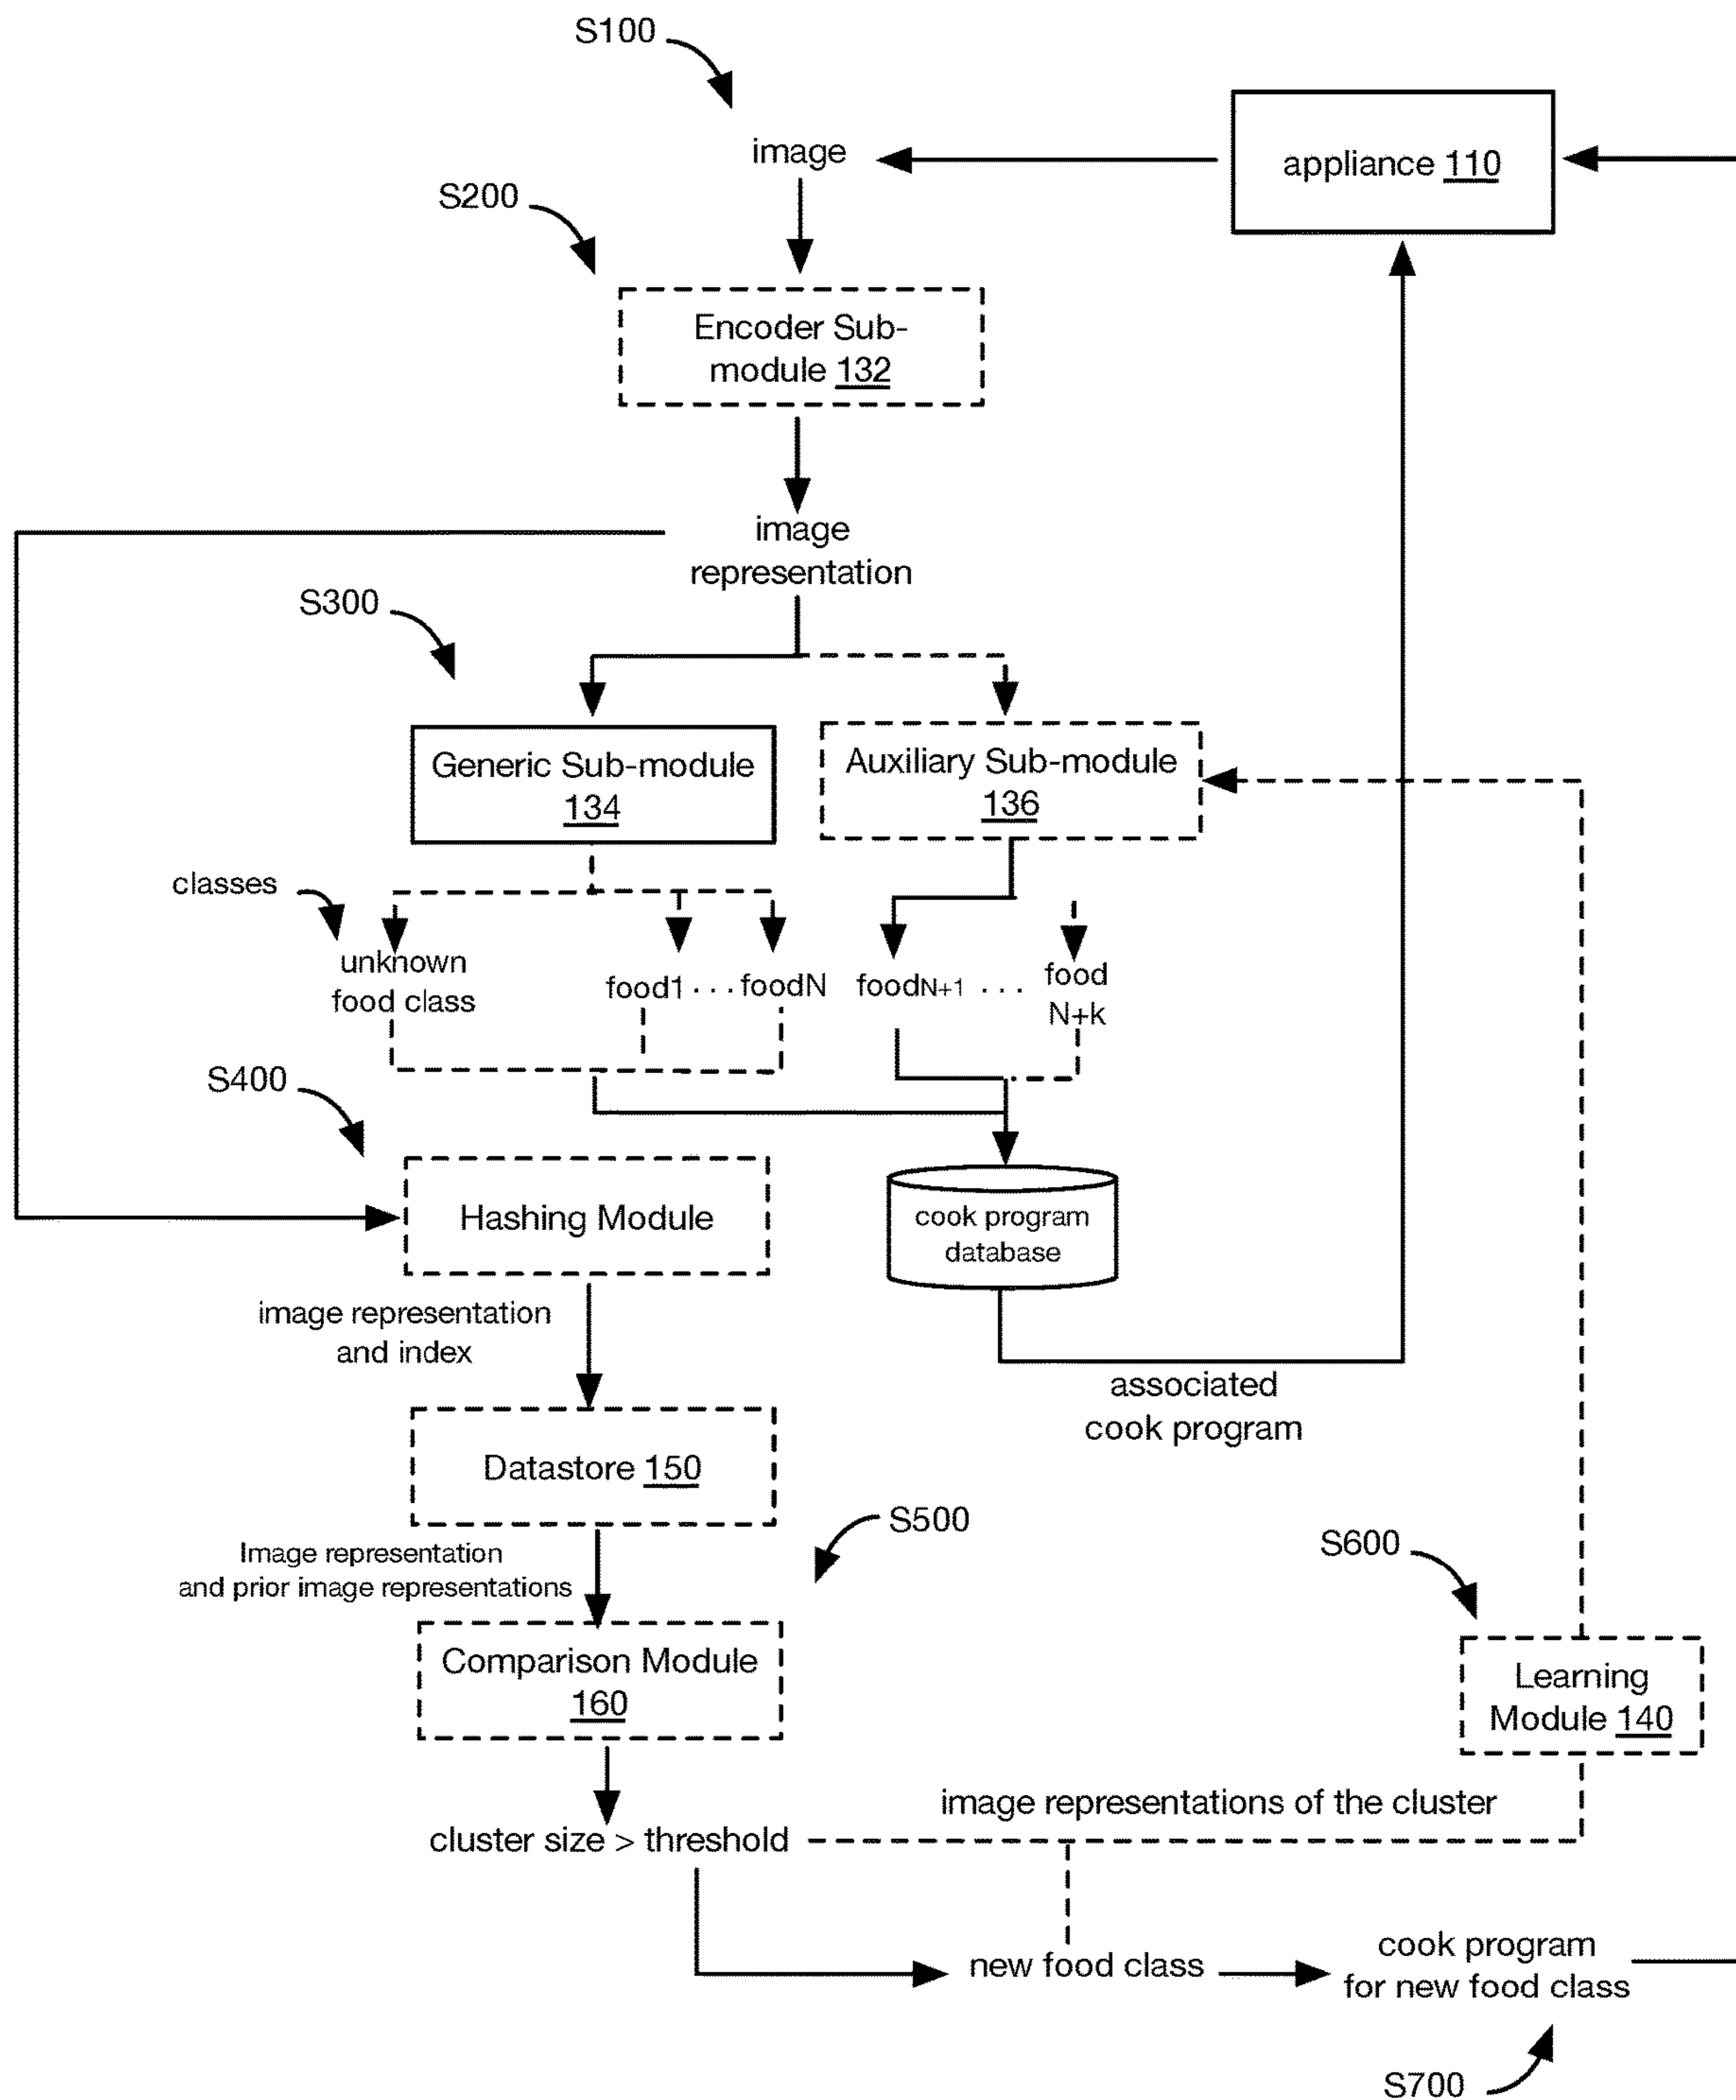 S100
image
appliance 110
S200
Encoder Sub-
module 132
image
representation
S300
Generic Sub-module
134
Auxiliary Sub-module
136
classes
unknown
food class
food1 . . . foodN
foodN+1 . . .
food
N+k
S400
Hashing Module
cook program
database
image representation
and index
associated
cook program
Datastore 150
S500
Image representation
and prior image representations
S600
Comparison Module
160
Learning
Module 140
image representations of the cluster
cluster size > threshold
new food class
cook program
for new food class
S700